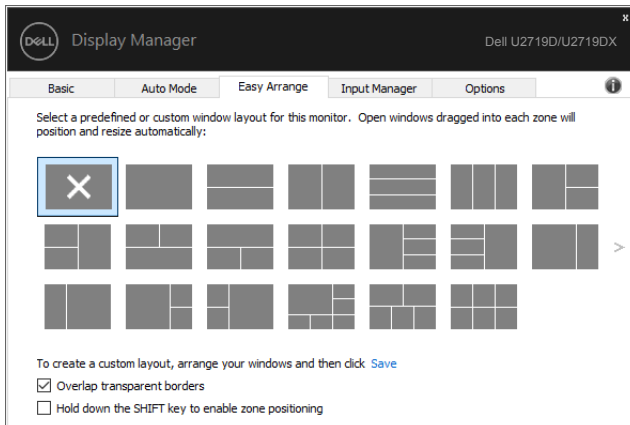 x
DELL Display Manager
Dell U2719D/U2719DX
Basic Auto Mode Easy Arrange Input Manager Options
Select a predefined or custom window layout for this monitor. Open windows dragged into each zone will
position and resize automatically:
>
To create a custom layout, arrange your windows and then click Save
Overlap transparent borders
Hold down the SHIFT key to enable zone positioning